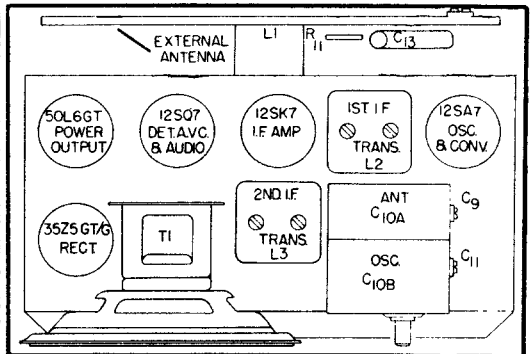 EXTERNAL
ANTENNA
L1
R11
C13
50L6GT
POWER
OUTPUT
12SQ7
DET.A.V.C.
& AUDIO.
12SK7
I.F. AMP
1ST I F
TRANS.
L2
12SA7
OSC.
& CONV.
35Z5 GT/G
RECT.
T1
2ND. I.F.
TRANS.
L3
ANT
C10A
C9
OSC.
C10B
C11